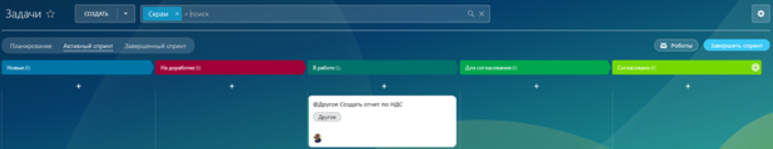 Задачи
СОЗДАТЬ
Скрам × + поиск
Планирование Активный спринт Завершенный спринт
Роботы Завершить спринт
Новые (0) На доработке (0) В работе Для согласования (0) Согласовано (0)
+ + + + +
@Другое Создать отчет по НДС
Другое